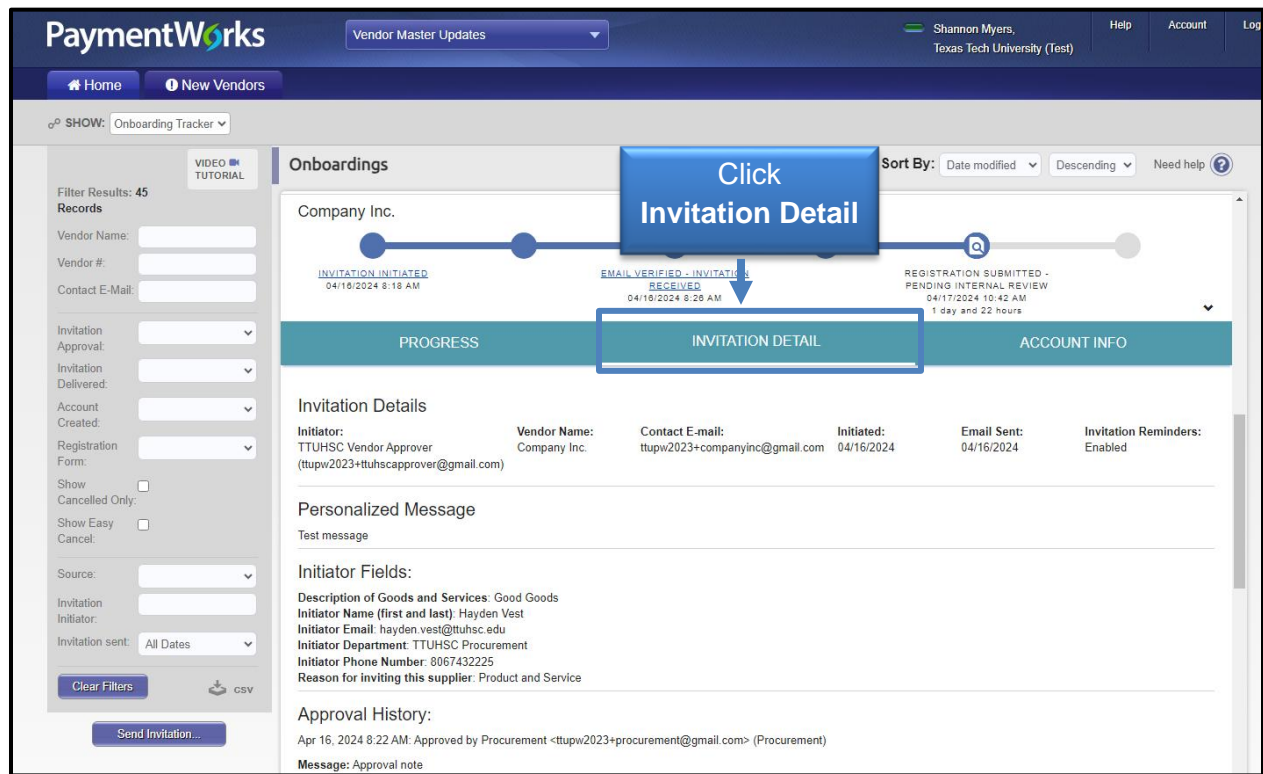 PaymentWorks
Vendor Master Updates
Shannon Myers,
Texas Tech University (Test)
Help
Account
Log
Home
New Vendors
SHOW: Onboarding Tracker
VIDEO
TUTORIAL
Filter Results: 45
Records
Vendor Name:
Vendor #:
Contact E-Mail:
Invitation
Approval:
Invitation
Delivered:
Account
Created:
Registration
Form:
Show
Cancelled Only:
Show Easy
Cancel:
Source:
Invitation
Initiator:
Invitation sent: All Dates
Clear Filters
CSV
Send Invitation...
Onboardings
Sort By: Date modified Descending Need help ?
Click
Invitation Detail
Company Inc.
INVITATION INITIATED
04/16/2024 8:18 AM
EMAIL VERIFIED - INVITATION
RECEIVED
04/16/2024 8:26 AM
REGISTRATION SUBMITTED -
PENDING INTERNAL REVIEW
04/17/2024 10:42 AM
1 day and 22 hours
PROGRESS
INVITATION DETAIL
ACCOUNT INFO
Invitation Details
Initiator:
TTUHSC Vendor Approver
(ttupw2023+ttuhscapprover@gmail.com)
Vendor Name:
Company Inc.
Contact E-mail:
ttupw2023+companyinc@gmail.com
Initiated:
04/16/2024
Email Sent:
04/16/2024
Invitation Reminders:
Enabled
Personalized Message
Test message
Initiator Fields:
Description of Goods and Services: Good Goods
Initiator Name (first and last): Hayden Vest
Initiator Email: hayden.vest@ttuhsc.edu
Initiator Department: TTUHSC Procurement
Initiator Phone Number: 8067432225
Reason for inviting this supplier: Product and Service
Approval History:
Apr 16, 2024 8:22 AM: Approved by Procurement <ttupw2023+procurement@gmail.com> (Procurement)
Message: Approval note